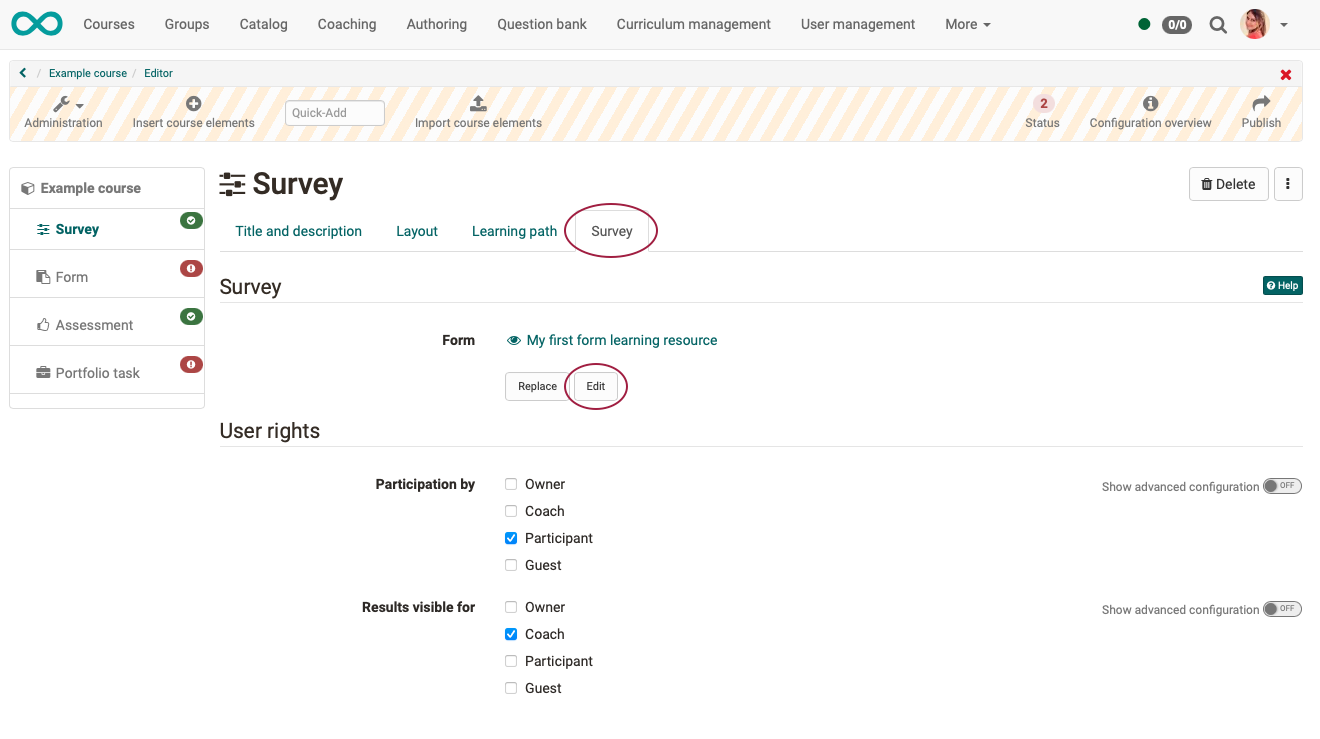 Courses Groups Catalog Coaching Authoring Question bank Curriculum management User management More 0/0
/ Example course / Editor
Administration Insert course elements Quick-Add Import course elements 2 Status Configuration overview Publish
Example course
Survey
Form
Assessment
Portfolio task
Survey Delete
Title and description Layout Learning path Survey
Survey Help
Form My first form learning resource
Replace Edit
User rights
Participation by Owner Show advanced configuration OFF
Coach
Participant
Guest
Results visible for Owner Show advanced configuration OFF
Coach
Participant
Guest